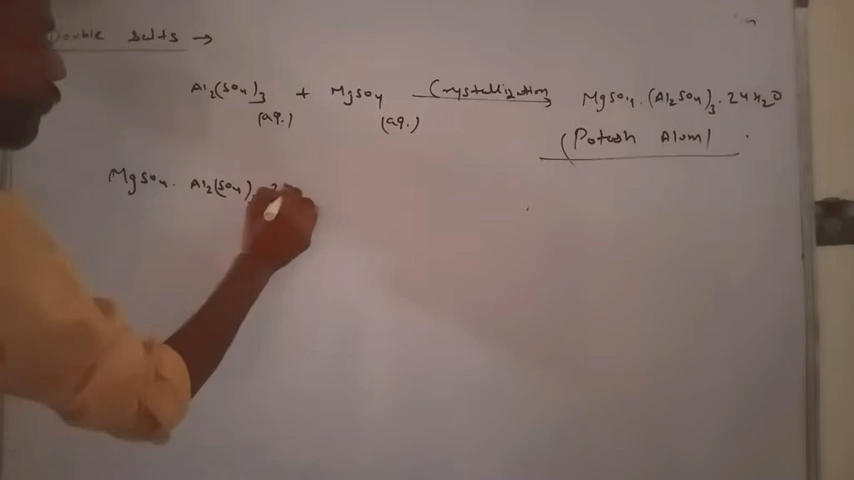 Double salts →
Al₂(SO₄)₃ + MgSO₄ Crystallization → MgSO₄.(Al₂SO₄)₃.24H₂O
(aq.) (aq.) (Potash Alum)
MgSO₄. Al₂(SO₄)₃